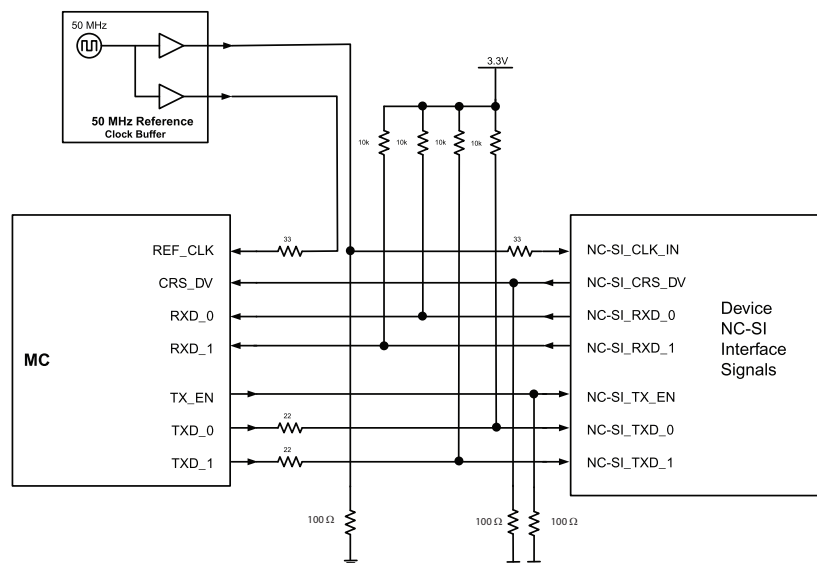 50 MHz
50 MHz Reference
Clock Buffer
3.3V
10k
10k
10k
10k
MC
REF_CLK
33
33
NC-SI_CLK_IN
CRS_DV
NC-SI_CRS_DV
RXD_0
NC-SI_RXD_0
RXD_1
NC-SI_RXD_1
TX_EN
NC-SI_TX_EN
TXD_0
22
NC-SI_TXD_0
TXD_1
22
NC-SI_TXD_1
Device
NC-SI
Interface
Signals
100 Ω
100 Ω
100 Ω